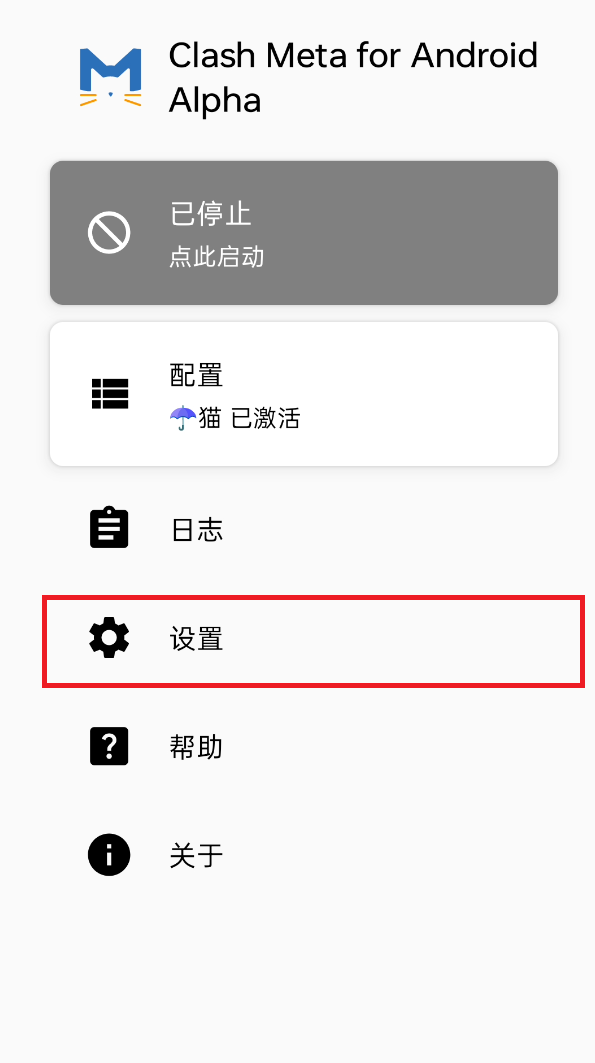 Clash Meta for Android
Alpha
已停止
点此启动
配置
☂️猫 已激活
日志
设置
帮助
关于